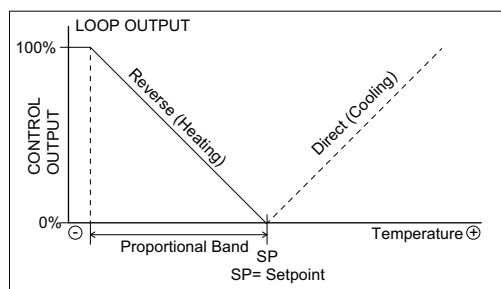 LOOP OUTPUT
100%
CONTROL
OUTPUT
Reverse (Heating)
Direct (Cooling)
0%
- Proportional Band Temperature +
SP
SP= Setpoint